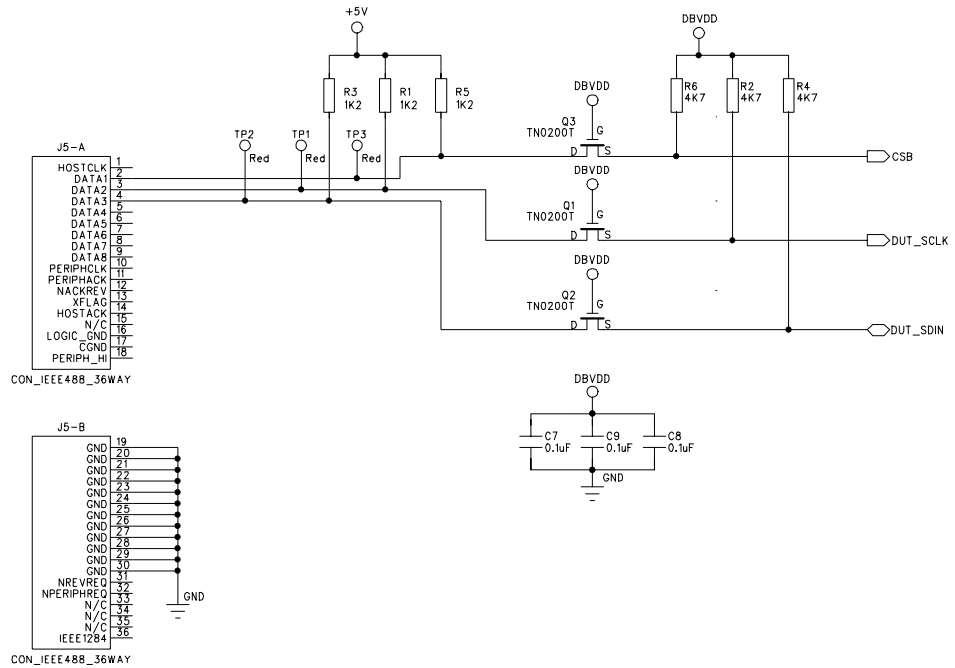 +5V
DBVDD
R3
1K2
R1
1K2
R5
1K2
R6
4K7
R2
4K7
R4
4K7
DBVDD
Q3
TN0200T
G
D
S
CSB
TP2
Red
TP1
Red
TP3
Red
DBVDD
Q1
TN0200T
G
D
S
DUT_SCLK
DBVDD
Q2
TN0200T
G
D
S
DUT_SDIN
J5-A
HOSTCLK 1
DATA1 2
DATA2 3
DATA3 4
DATA4 5
DATA5 6
DATA6 7
DATA7 8
DATA8 9
PERIPHCLK 10
PERIPHACK 11
NACKREV 12
XFLAG 13
HOSTACK 14
N/C 15
LOGIC_GND 16
CGND 17
PERIPH_HI 18
CON_IEEE488_36WAY
DBVDD
C7
0.1uF
C9
0.1uF
C8
0.1uF
GND
J5-B
GND 19
GND 20
GND 21
GND 22
GND 23
GND 24
GND 25
GND 26
GND 27
GND 28
GND 29
GND 30
NREVREQ 31
NPERIPHREQ 32
N/C 33
N/C 34
N/C 35
IEEE1284 36
GND
CON_IEEE488_36WAY